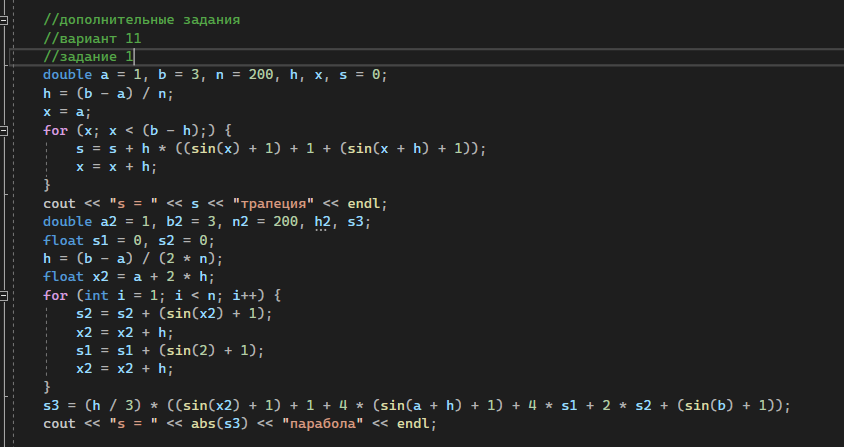 //дополнительные задания
//вариант 11
//задание 1
double a = 1, b = 3, n = 200, h, x, s = 0;
h = (b - a) / n;
x = a;
for (x; x < (b - h);) {
s = s + h * ((sin(x) + 1) + 1 + (sin(x + h) + 1));
x = x + h;
}
cout << "s = " << s << "трапеция" << endl;
double a2 = 1, b2 = 3, n2 = 200, h2, s3;
float s1 = 0, s2 = 0;
h = (b - a) / (2 * n);
float x2 = a + 2 * h;
for (int i = 1; i < n; i++) {
s2 = s2 + (sin(x2) + 1);
x2 = x2 + h;
s1 = s1 + (sin(2) + 1);
x2 = x2 + h;
}
s3 = (h / 3) * ((sin(x2) + 1) + 1 + 4 * (sin(a + h) + 1) + 4 * s1 + 2 * s2 + (sin(b) + 1));
cout << "s = " << abs(s3) << "парабола" << endl;